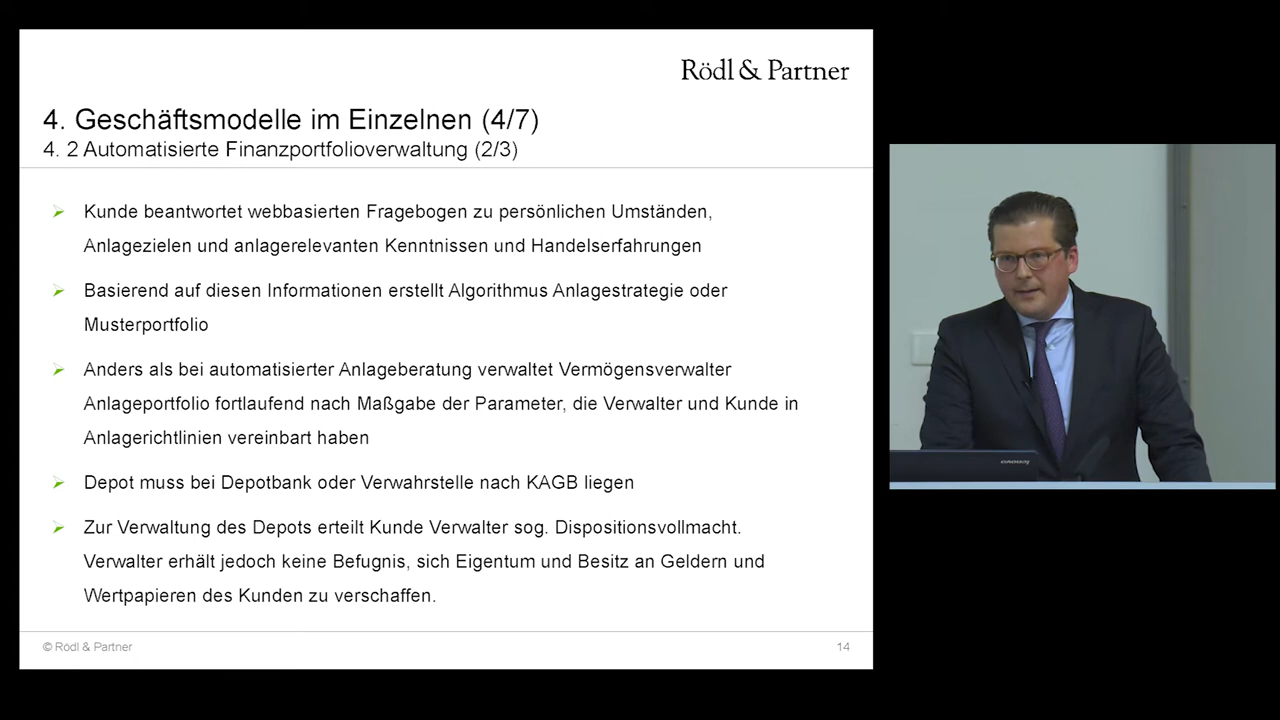 Rödl & Partner
4. Geschäftsmodelle im Einzelnen (4/7)
4. 2 Automatisierte Finanzportfolioverwaltung (2/3)
Kunde beantwortet webbasierten Fragebogen zu persönlichen Umständen,
Anlagezielen und anlagerelevanten Kenntnissen und Handelserfahrungen
Basierend auf diesen Informationen erstellt Algorithmus Anlagestrategie oder
Musterportfolio
Anders als bei automatisierter Anlageberatung verwaltet Vermögensverwalter
Anlageportfolio fortlaufend nach Maßgabe der Parameter, die Verwalter und Kunde in
Anlagerichtlinien vereinbart haben
Depot muss bei Depotbank oder Verwahrstelle nach KAGB liegen
Zur Verwaltung des Depots erteilt Kunde Verwalter sog. Dispositionsvollmacht.
Verwalter erhält jedoch keine Befugnis, sich Eigentum und Besitz an Geldern und
Wertpapieren des Kunden zu verschaffen.
© Rödl & Partner
14